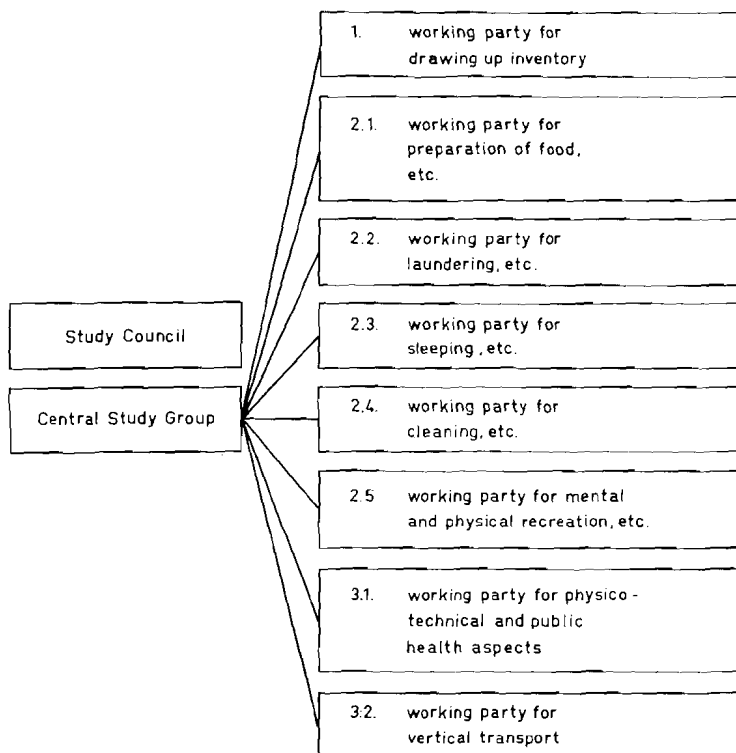 Study Council
Central Study Group
1. working party for
drawing up inventory
2.1. working party for
preparation of food,
etc.
2.2. working party for
laundering, etc.
2.3. working party for
sleeping, etc.
2.4. working party for
cleaning, etc.
2.5 working party for mental
and physical recreation, etc.
3.1. working party for physico-
technical and public
health aspects
3.2. working party for
vertical transport